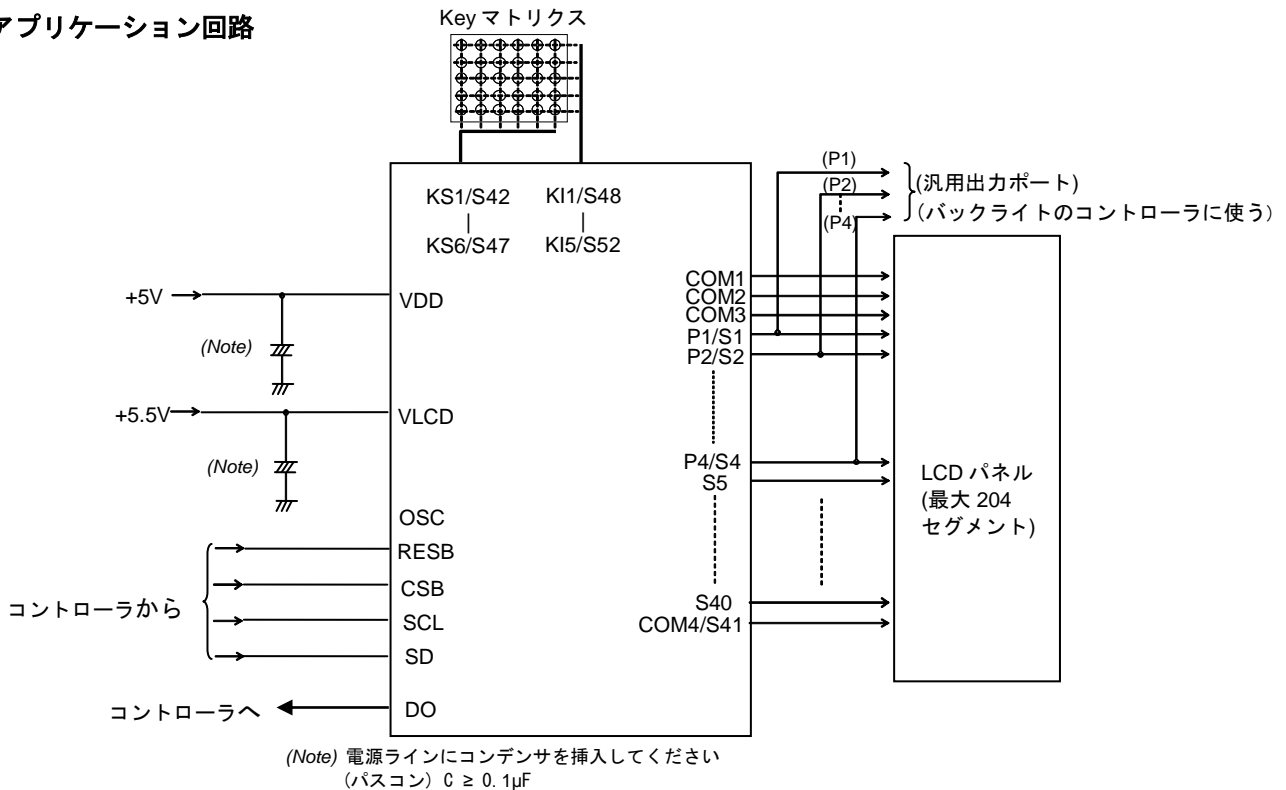 アプリケーション回路
Key マトリクス
KS1/S42 KI1/S48
| |
KS6/S47 KI5/S52
(P1)
(P2)
(P4)
(汎用出力ポート)
(バックライトのコントローラに使う)
COM1
COM2
COM3
P1/S1
P2/S2
P4/S4
S5
S40
COM4/S41
LCD パネル
(最大 204
セグメント)
+5V
VDD
(Note)
+5.5V
VLCD
(Note)
OSC
RESB
CSB
SCL
SD
DO
コントローラから
コントローラへ
(Note) 電源ラインにコンデンサを挿入してください
(パスコン) C ≥ 0.1μF